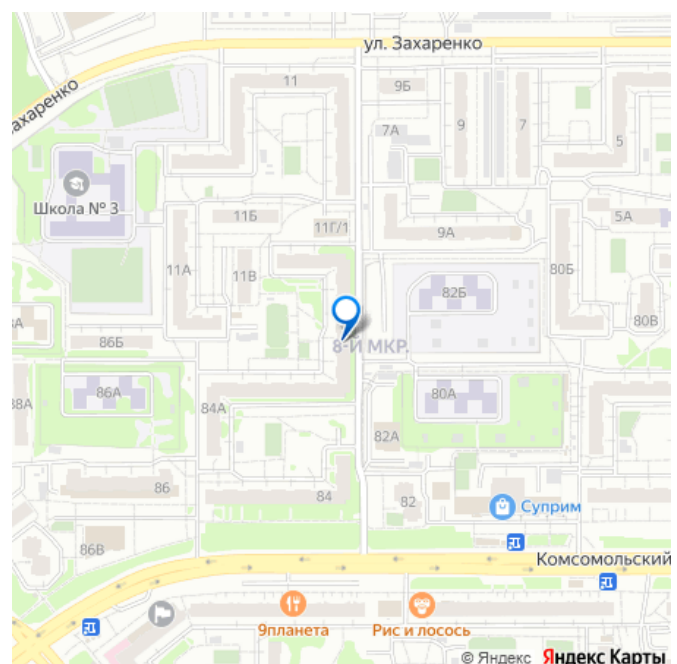 ул. Захаренко
Захаренко
11
9Б
7А
9
7
5
Школа № 3
11Б
11Г/1
9А
5А
11А
11В
80Б
82Б
80В
86Б
8-Й МКР.
86А
84А
80А
82А
86
84
82
Суприм
86В
Комсомольский
9планета
Рис и лосось
© Яндекс Яндекс Карты